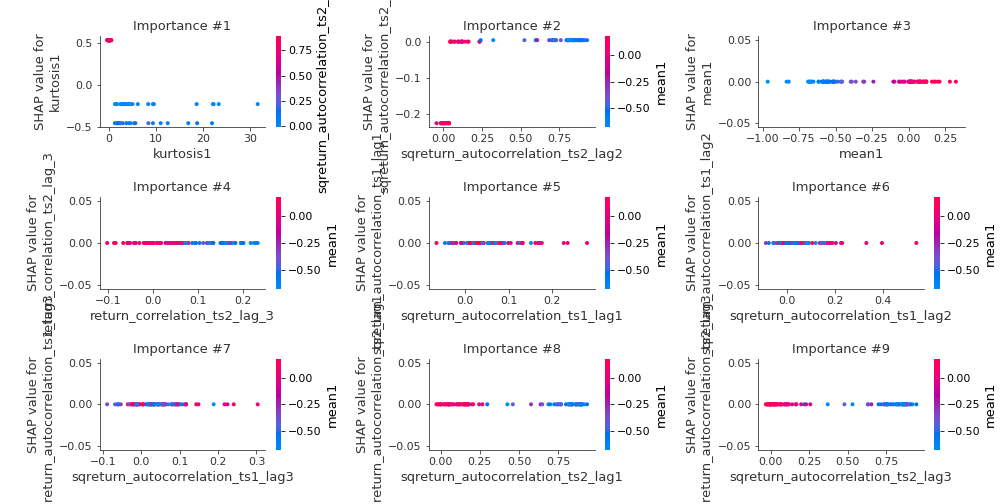 Importance #1
SHAP value for
kurtosis1
0.5
0.0
−0.5
0
10
20
30
kurtosis1
0.75
0.50
0.25
0.00
sqreturn_autocorrelation_ts2_
Importance #2
SHAP value for
sqreturn_autocorrelation_ts2_
0.0
−0.1
−0.2
0.00
0.25
0.50
0.75
sqreturn_autocorrelation_ts2_lag2
0.00
−0.25
−0.50
mean1
Importance #3
SHAP value for
mean1
0.05
0.00
−0.05
−1.00
−0.75
−0.50
−0.25
0.00
0.25
mean1
Importance #4
SHAP value for
return_correlation_ts2_lag_3
0.05
0.00
−0.05
−0.1
0.0
0.1
0.2
return_correlation_ts2_lag_3
0.00
−0.25
−0.50
mean1
Importance #5
SHAP value for
sqreturn_autocorrelation_ts1_lag1
0.05
0.00
−0.05
0.0
0.1
0.2
sqreturn_autocorrelation_ts1_lag1
0.00
−0.25
−0.50
mean1
Importance #6
SHAP value for
sqreturn_autocorrelation_ts1_lag2
0.05
0.00
−0.05
0.0
0.2
0.4
sqreturn_autocorrelation_ts1_lag2
0.00
−0.25
−0.50
mean1
Importance #7
SHAP value for
0.05
0.00
−0.05
−0.1
0.0
0.1
0.2
0.3
sqreturn_autocorrelation_ts1_lag3
0.00
−0.25
−0.50
mean1
Importance #8
SHAP value for
0.05
0.00
−0.05
0.00
0.25
0.50
0.75
sqreturn_autocorrelation_ts2_lag1
0.00
−0.25
−0.50
mean1
Importance #9
SHAP value for
0.05
0.00
−0.05
0.00
0.25
0.50
0.75
sqreturn_autocorrelation_ts2_lag3
0.00
−0.25
−0.50
mean1